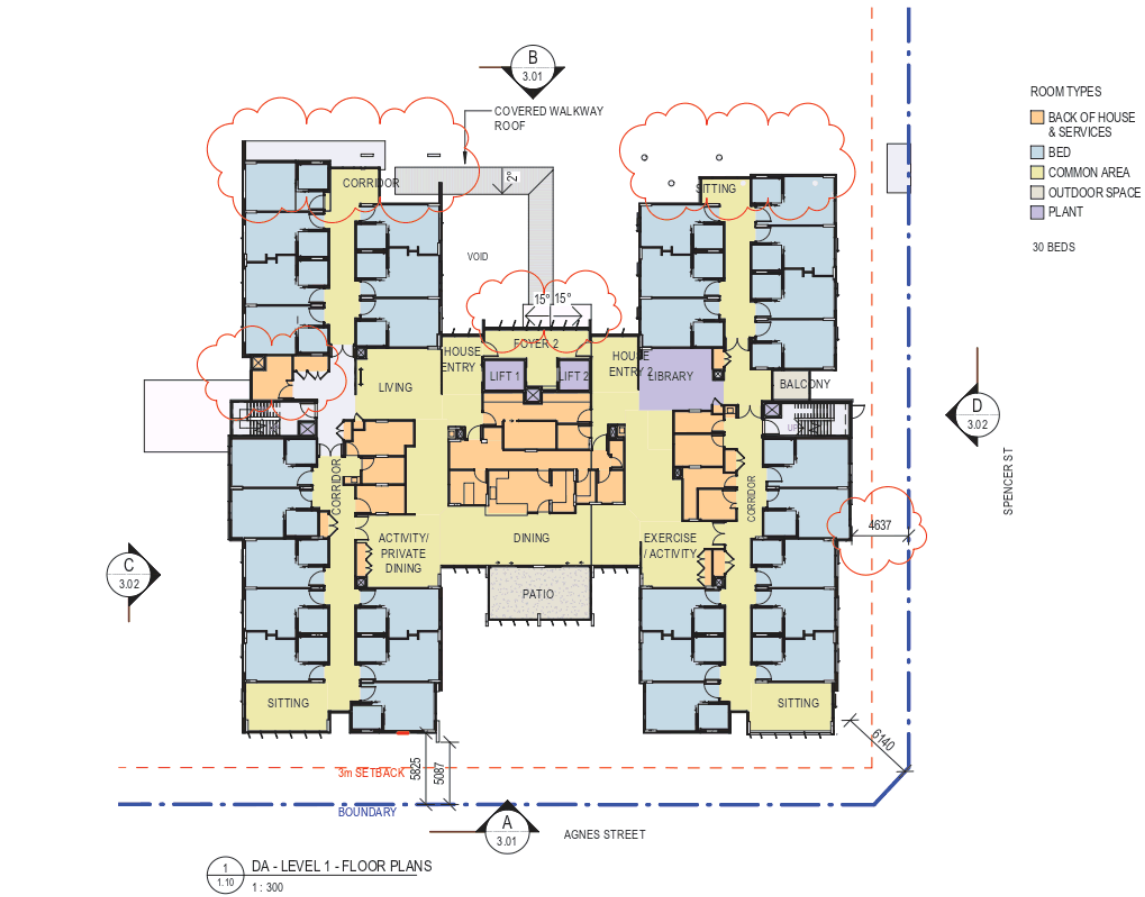 B
3.01
COVERED WALKWAY
ROOF
ROOM TYPES
BACK OF HOUSE
& SERVICES
BED
COMMON AREA
OUTDOOR SPACE
PLANT
30 BEDS
CORRIDOR
2°
SITTING
VOID
15° 15°
FOYER 2
HOUSE
ENTRY
HOUSE
ENTRY 2
LIFT 1
LIFT 2
LIBRARY
LIVING
BALCONY
UP
D
3.02
SPENCER ST
CORRIDOR
CORRIDOR
4637
ACTIVITY/
PRIVATE
DINING
DINING
EXERCISE
/ ACTIVITY
C
3.02
PATIO
SITTING
SITTING
6140
5825
5087
3m SETBACK
BOUNDARY
A
3.01
AGNES STREET
1
1.10
DA - LEVEL 1 - FLOOR PLANS
1 : 300